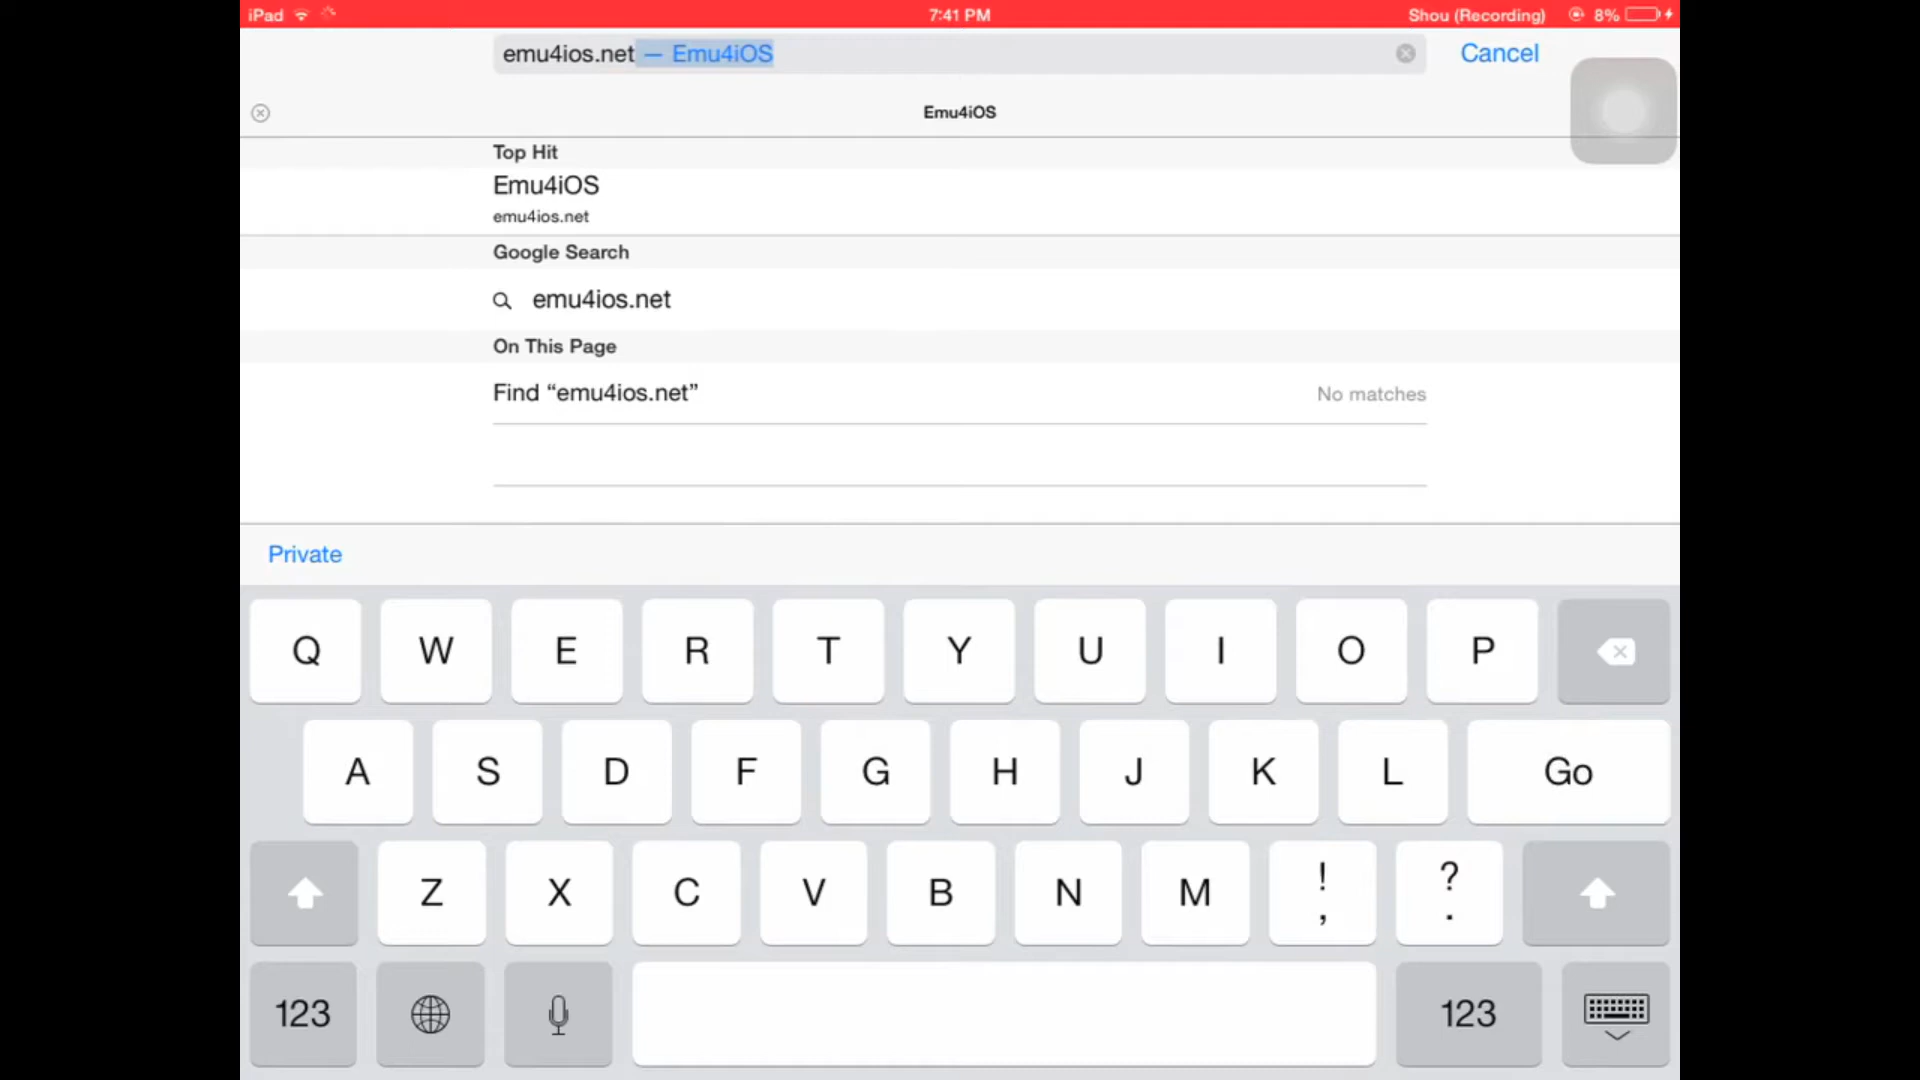 iPad 7:41 PM Shou (Recording) 8%
emu4ios.net — Emu4iOS Cancel
Emu4iOS
Top Hit
Emu4iOS
emu4ios.net
Google Search
emu4ios.net
On This Page
Find “emu4ios.net” No matches
Private
Q W E R T Y U I O P
A S D F G H J K L Go
Z X C V B N M ! , ? .
123 123